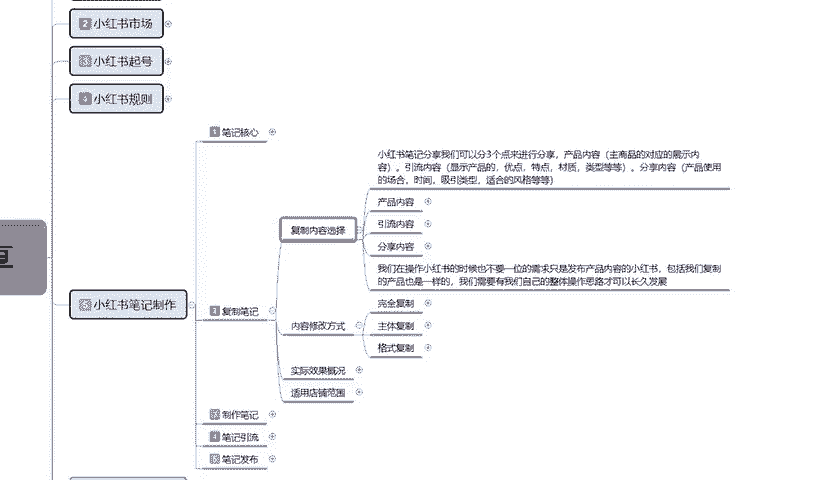 2 小红书市场
3 小红书起号
4 小红书规则
1 笔记核心
小红书笔记分享我们可以分3个点来进行分享，产品内容（主商品的对应的展示内
容）。引流内容（显示产品的，优点，特点，材质，类型等等）。分享内容（产品使用
的场合，时间，吸引类型，适合的风格等等）
产品内容
引流内容
复制内容选择
分享内容
我们在操作小红书的时候也不要一位的需求只是发布产品内容的小红书，包括我们复制
的产品也是一样的，我们需要有我们自己的整体操作思路才可以长久发展
小红书笔记制作
复制笔记
完全复制
内容修改方式
主体复制
格式复制
实际效果概况
适用店铺范围
制作笔记
笔记引流
笔记发布